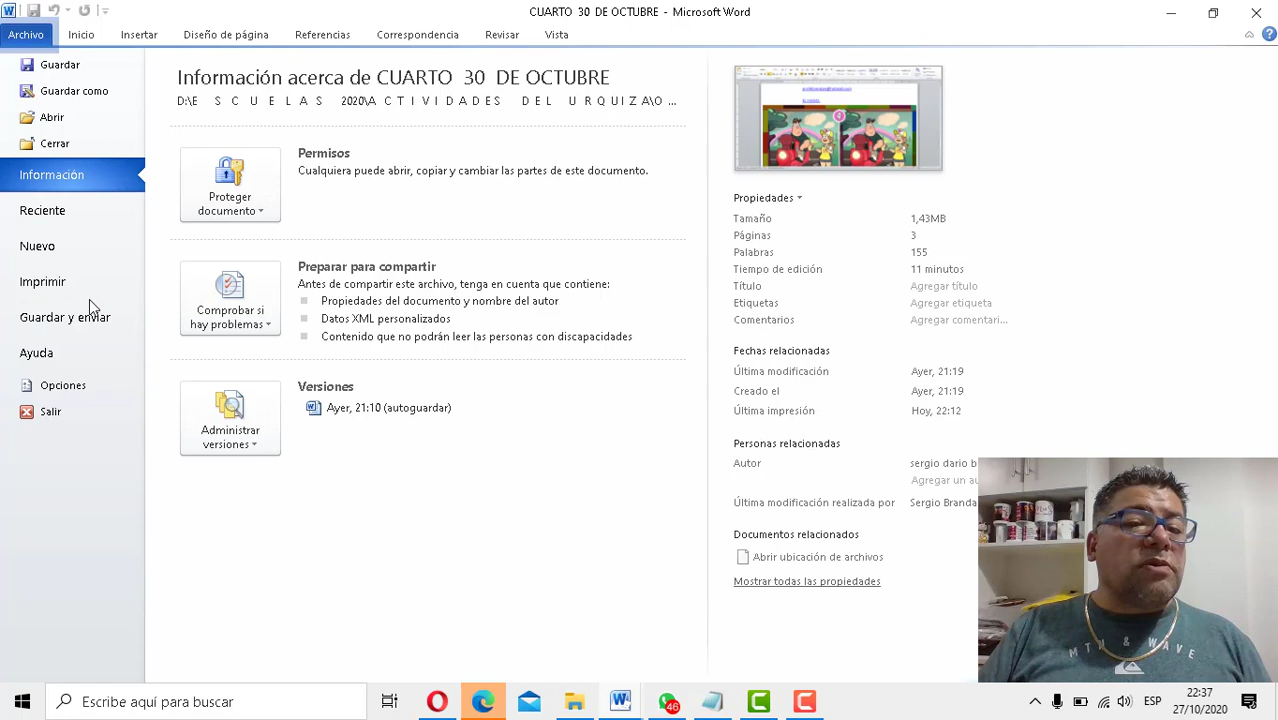 CUARTO 30 DE OCTUBRE - Microsoft Word
Archivo Inicio Insertar Diseño de página Referencias Correspondencia Revisar Vista
Guardar
Guardar como
Abrir
Cerrar
Información
Reciente
Nuevo
Imprimir
Guardar y enviar
Ayuda
Opciones
Salir
Información acerca de CUARTO 30 DE OCTUBRE
Permisos
Cualquiera puede abrir, copiar y cambiar las partes de este documento.
Proteger
documento
Preparar para compartir
Antes de compartir este archivo, tenga en cuenta que contiene:
Propiedades del documento y nombre del autor
Datos XML personalizados
Contenido que no podrán leer las personas con discapacidades
Comprobar si
hay problemas
Versiones
Ayer, 21:10 (autoguardar)
Administrar
versiones
Propiedades
Tamaño 1,43MB
Páginas 3
Palabras 155
Tiempo de edición 11 minutos
Título Agregar título
Etiquetas Agregar etiqueta
Comentarios Agregar comentari...
Fechas relacionadas
Última modificación Ayer, 21:19
Creado el Ayer, 21:19
Última impresión Hoy, 22:12
Personas relacionadas
Autor sergio dario b
Agregar un au
Última modificación realizada por Sergio Branda
Documentos relacionados
Abrir ubicación de archivos
Mostrar todas las propiedades
MTN & WAVE
Escribe aquí para buscar
46
ESP
22:37
27/10/2020